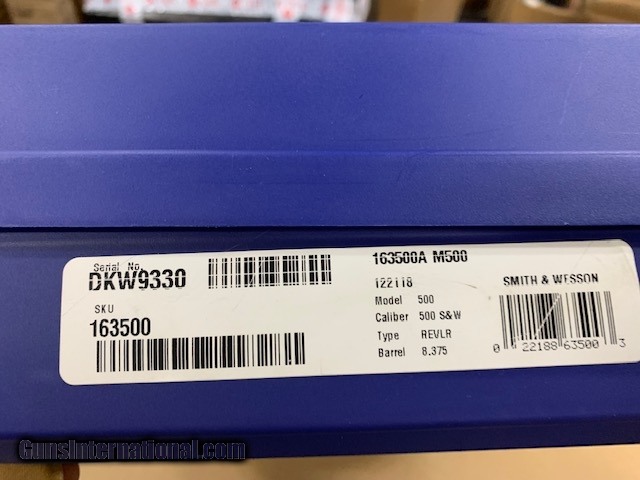 Serial No.
DKW9330
SKU
163500
163500A M500
122118
Model 500
Caliber 500 S&W
Type REVLR
Barrel 8.375
SMITH & WESSON
0 22188 63500 3
GunsInternational.com